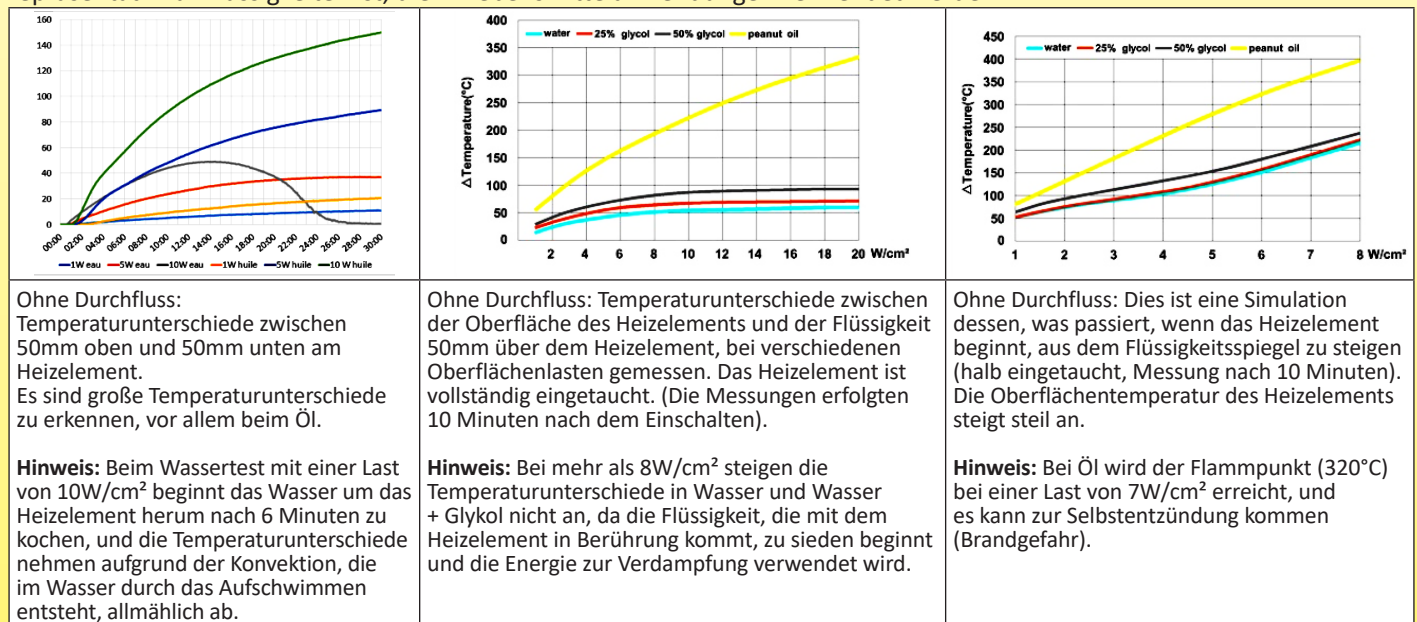 160
140
120
100
80
60
40
20
0
00:00 02:00 04:00 06:00 08:00 10:00 12:00 14:00 16:00 18:00 20:00 22:00 24:00 26:00 28:00 30:00
1W eau 5W eau 10W eau 1W huile 5W huile 10 W huile
400
350
300
250
200
150
100
50
0
△Temperature(°C)
water 25% glycol 50% glycol peanut oil
2 4 6 8 10 12 14 16 18 20 W/cm²
450
400
350
300
250
200
150
100
50
0
△Temperature(°C)
water 25% glycol 50% glycol peanut oil
1 2 3 4 5 6 7 8 W/cm²
Ohne Durchfluss:
Temperaturunterschiede zwischen
50mm oben und 50mm unten am
Heizelement.
Es sind große Temperaturunterschiede
zu erkennen, vor allem beim Öl.
Hinweis: Beim Wassertest mit einer Last
von 10W/cm² beginnt das Wasser um das
Heizelement herum nach 6 Minuten zu
kochen, und die Temperaturunterschiede
nehmen aufgrund der Konvektion, die
im Wasser durch das Aufschwimmen
entsteht, allmählich ab.
Ohne Durchfluss: Temperaturunterschiede zwischen
der Oberfläche des Heizelements und der Flüssigkeit
50mm über dem Heizelement, bei verschiedenen
Oberflächenlasten gemessen. Das Heizelement ist
vollständig eingetaucht. (Die Messungen erfolgten
10 Minuten nach dem Einschalten).
Hinweis: Bei mehr als 8W/cm² steigen die
Temperaturunterschiede in Wasser und Wasser
+ Glykol nicht an, da die Flüssigkeit, die mit dem
Heizelement in Berührung kommt, zu sieden beginnt
und die Energie zur Verdampfung verwendet wird.
Ohne Durchfluss: Dies ist eine Simulation
dessen, was passiert, wenn das Heizelement
beginnt, aus dem Flüssigkeitsspiegel zu steigen
(halb eingetaucht, Messung nach 10 Minuten).
Die Oberflächentemperatur des Heizelements
steigt steil an.
Hinweis: Bei Öl wird der Flammpunkt (320°C)
bei einer Last von 7W/cm² erreicht, und
es kann zur Selbstentzündung kommen
(Brandgefahr).